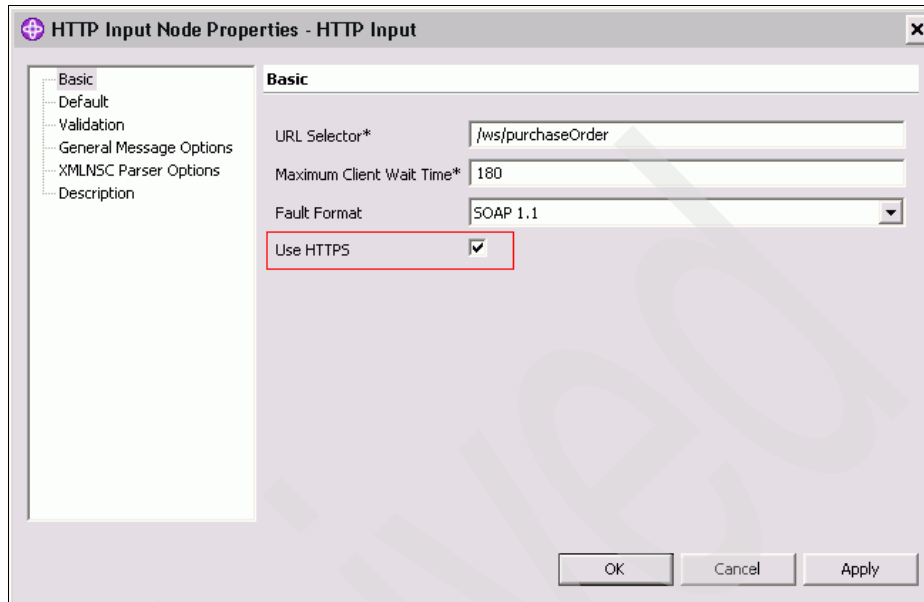 HTTP Input Node Properties - HTTP Input
Basic
Default
Validation
General Message Options
XMLNSC Parser Options
Description
Basic
URL Selector* /ws/purchaseOrder
Maximum Client Wait Time* 180
Fault Format SOAP 1.1
Use HTTPS
OK Cancel Apply